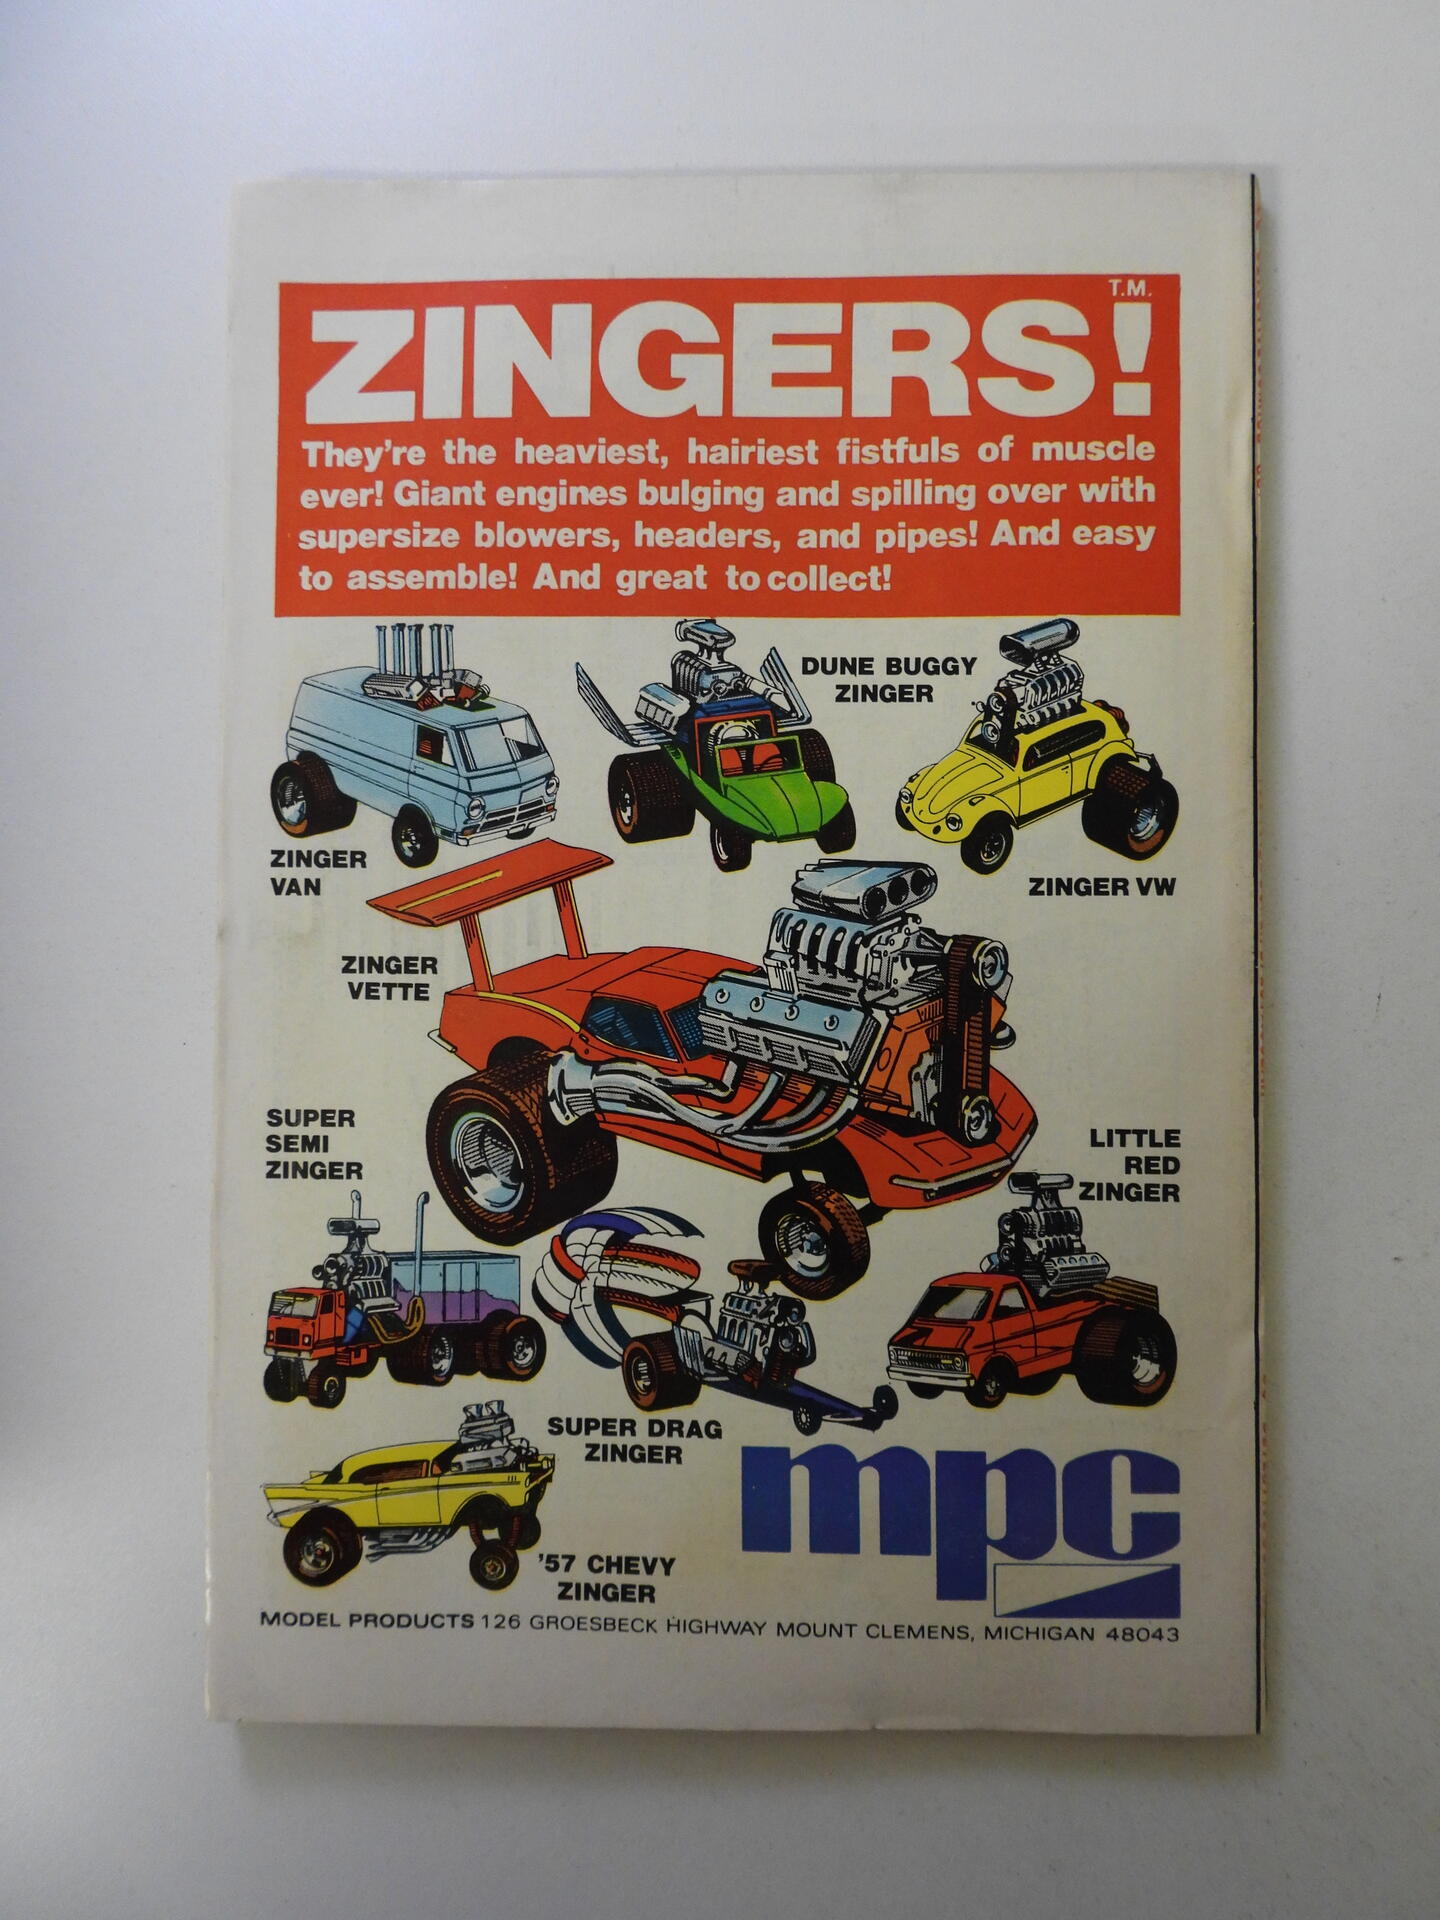 T.M.
ZINGERS!
They're the heaviest, hairiest fistfuls of muscle
ever! Giant engines bulging and spilling over with
supersize blowers, headers, and pipes! And easy
to assemble! And great to collect!
DUNE BUGGY
ZINGER
ZINGER
VAN
ZINGER VW
ZINGER
VETTE
SUPER
SEMI
ZINGER
LITTLE
RED
ZINGER
SUPER DRAG
ZINGER
mpc
'57 CHEVY
ZINGER
MODEL PRODUCTS 126 GROESBECK HIGHWAY MOUNT CLEMENS, MICHIGAN 48043